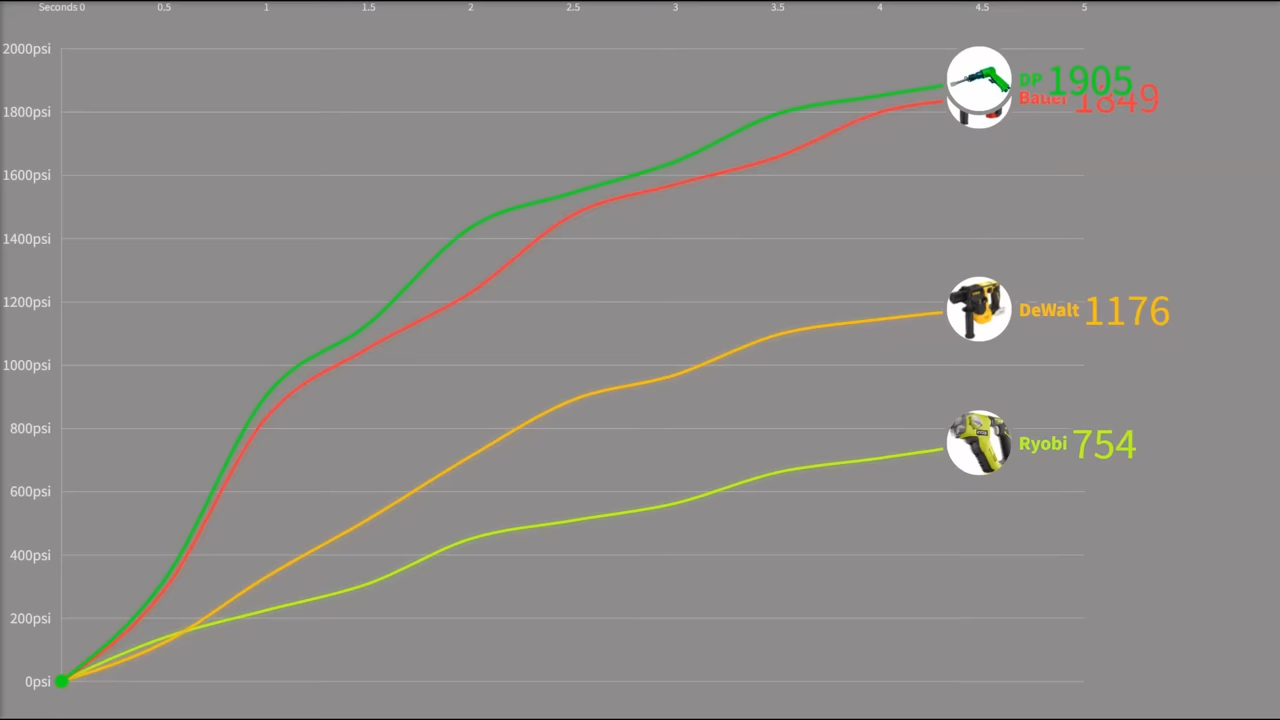 Seconds 0 0.5 1 1.5 2 2.5 3 3.5 4 4.5 5
2000psi
DP 1905
Bauer 1849
1800psi
1600psi
1400psi
1200psi
DeWalt 1176
1000psi
800psi
Ryobi 754
600psi
400psi
200psi
0psi